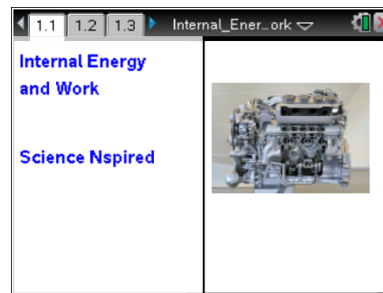 1.1 1.2 1.3 Internal_Ener...ork
Internal Energy
and Work
Science Nspired